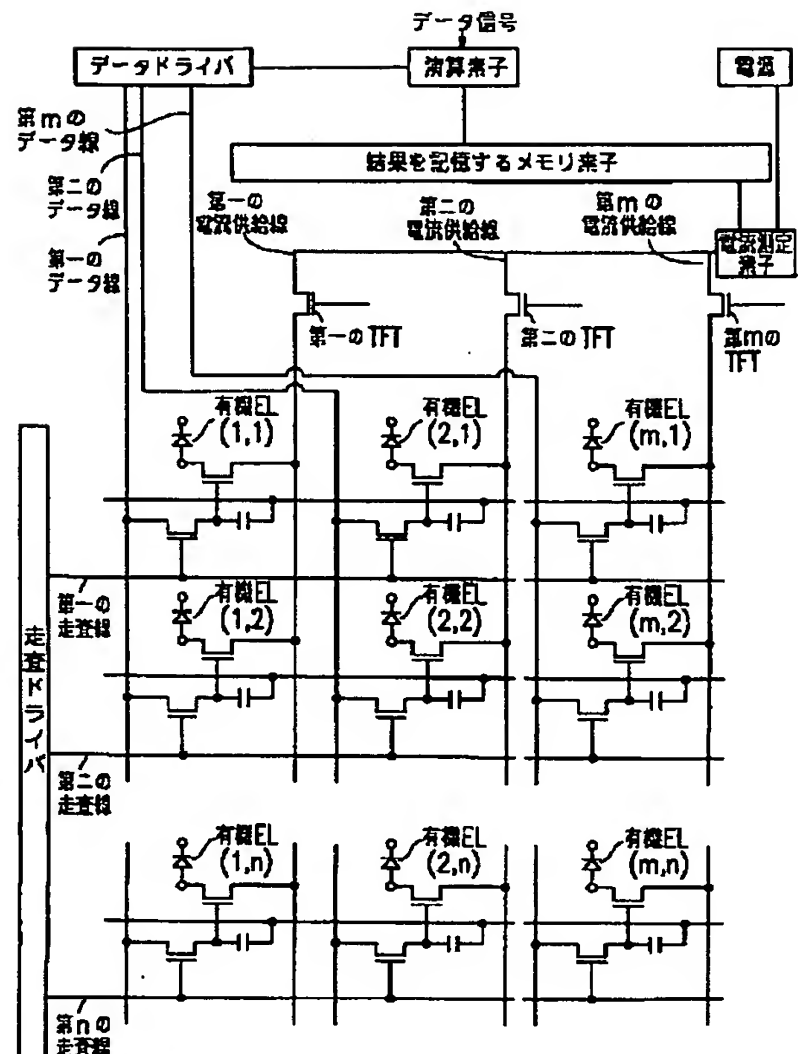 データ信号
データドライバ
演算素子
電源
第mの
データ線
結果を記憶するメモリ素子
第二の
データ線
第一の
電流供給線
第二の
電流供給線
第mの
電流供給線
電流測定
素子
第一の
データ線
第一のTFT
第二のTFT
第mの
TFT
有機EL
(1,1)
有機EL
(2,1)
有機EL
(m,1)
第一の
走査線
有機EL
(1,2)
有機EL
(2,2)
有機EL
(m,2)
走査ドライバ
第二の
走査線
有機EL
(1,n)
有機EL
(2,n)
有機EL
(m,n)
第nの
走査線